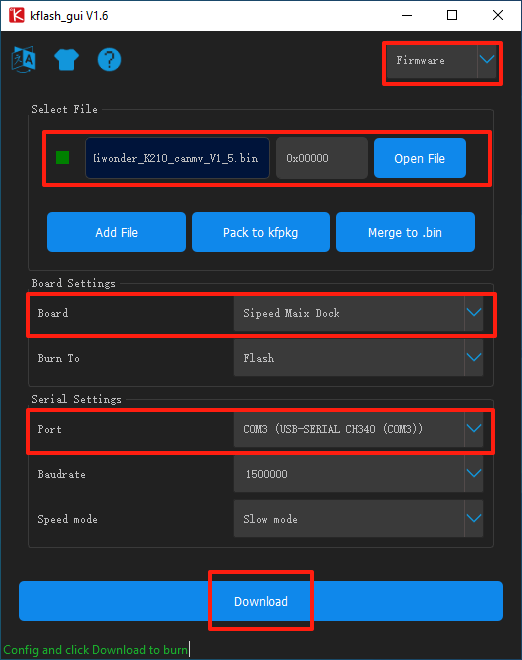 kflash_gui V1.6
Firmware
Select File
Hiwonder_K210_canmv_V1_5.bin 0x00000 Open File
Add File Pack to kfpkg Merge to .bin
Board Settings
Board Sipeed Maix Dock
Burn To Flash
Serial Settings
Port COM3 (USB-SERIAL CH340 (COM3))
Baudrate 1500000
Speed mode Slow mode
Download
Config and click Download to burn